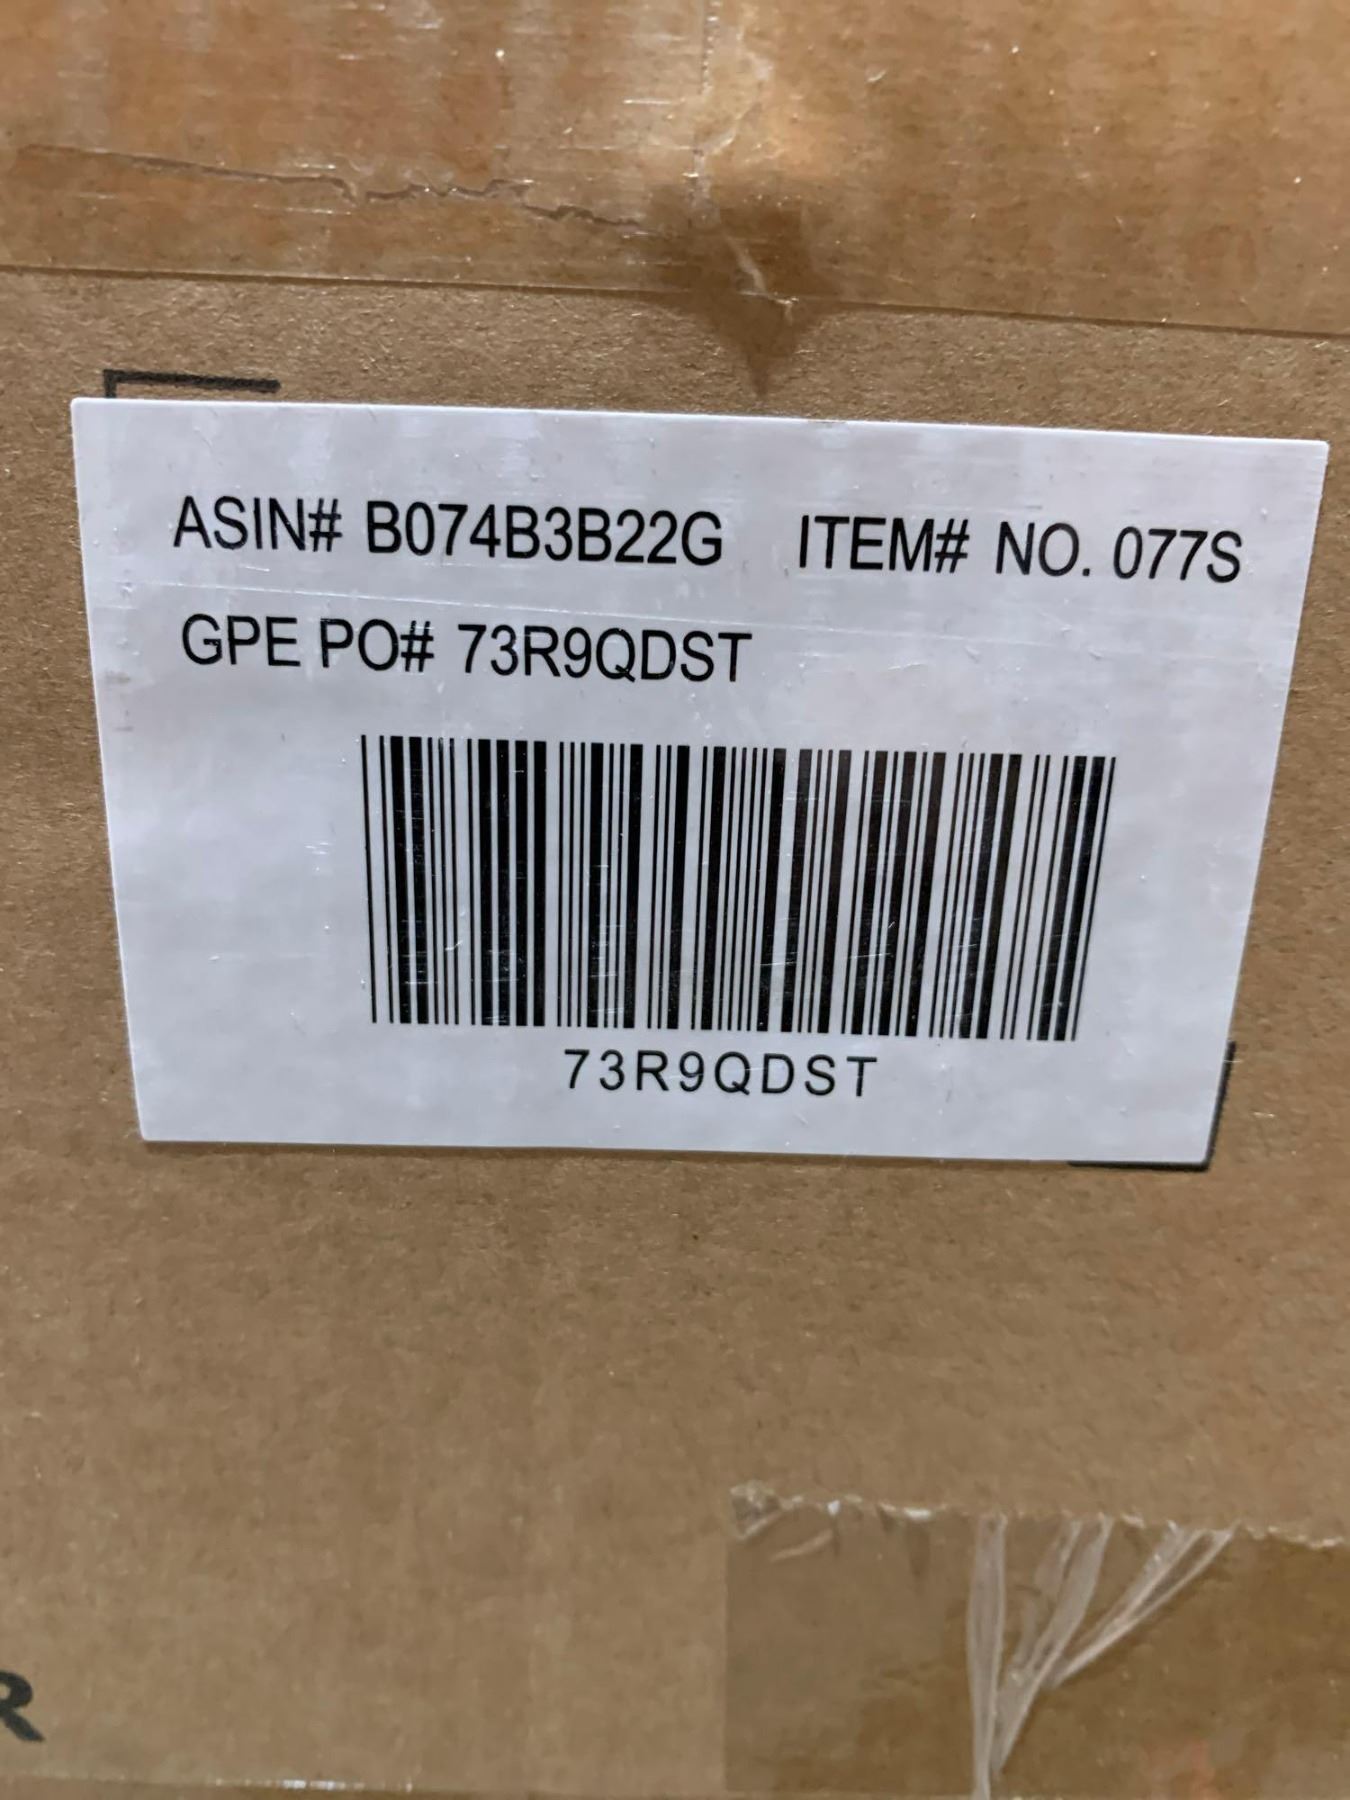 ASIN# B074B3B22G ITEM# NO. 077S
GPE PO# 73R9QDST
73R9QDST
R